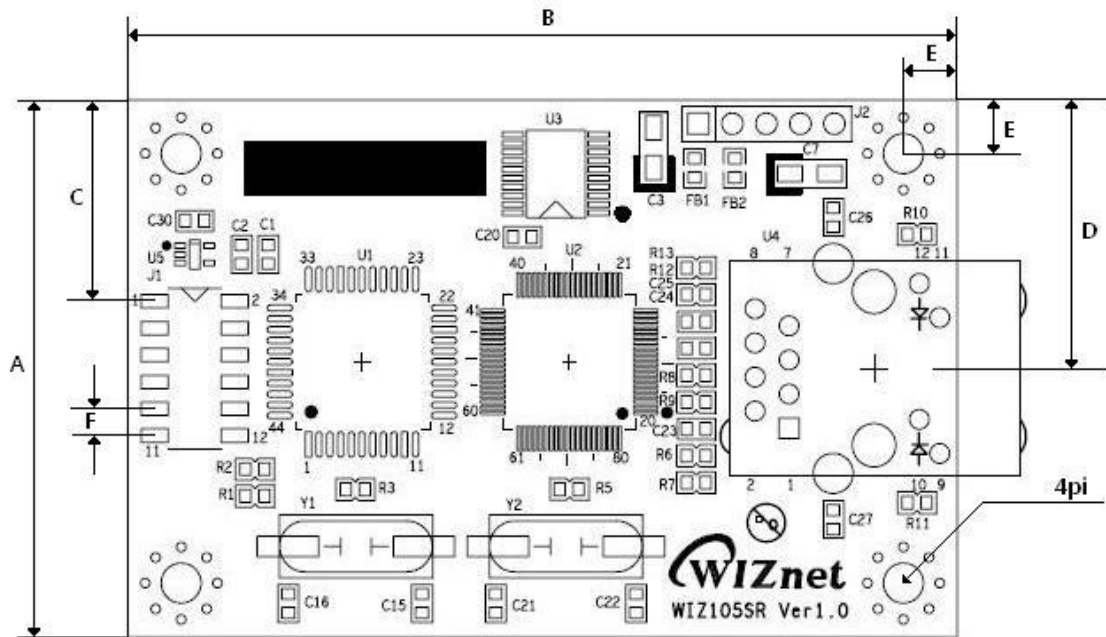 B
E
E
C
D
A
F
4pi
U3
J2
C7
C3
FB1
FB2
C30
C2
C1
C20
C26
R10
U5
J1
33
U1
23
40
U2
21
R13
R12
C25
C24
U4
8
7
12
11
1
2
34
22
41
R8
R9
60
20
C23
44
12
11
12
1
11
61
80
R6
R7
R2
R1
R3
R5
2
1
10
9
Y1
Y2
C27
R11
C16
C15
C21
C22
WIZnet
WIZ105SR Ver1.0